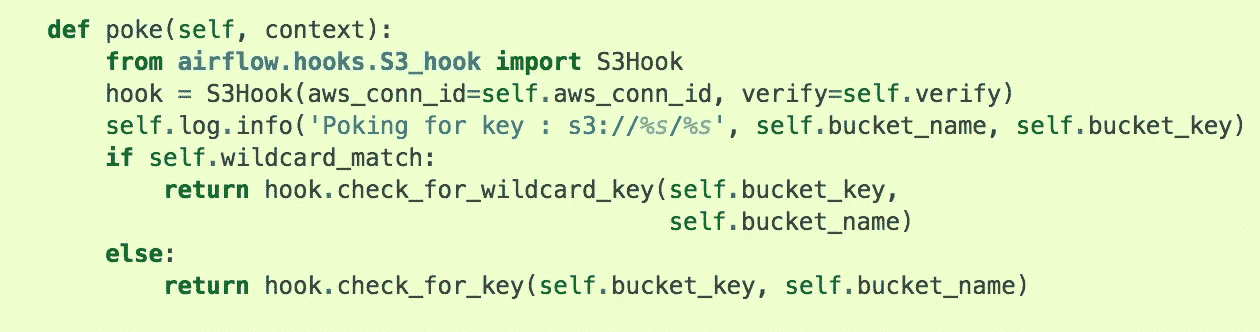 def poke(self, context):
    from airflow.hooks.S3_hook import S3Hook
    hook = S3Hook(aws_conn_id=self.aws_conn_id, verify=self.verify)
    self.log.info('Poking for key : s3://%s/%s', self.bucket_name, self.bucket_key)
    if self.wildcard_match:
        return hook.check_for_wildcard_key(self.bucket_key,
                                           self.bucket_name)
    else:
        return hook.check_for_key(self.bucket_key, self.bucket_name)